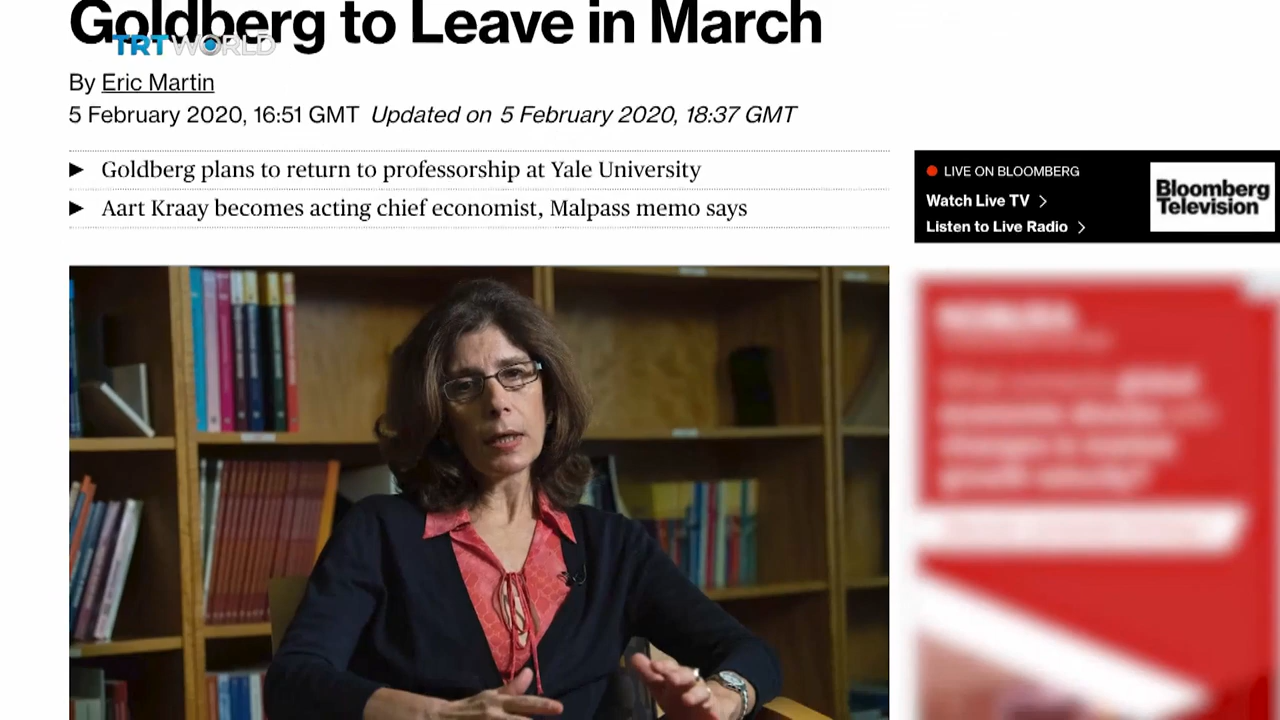 Goldberg to Leave in March
TRT WORLD
By Eric Martin
5 February 2020, 16:51 GMT Updated on 5 February 2020, 18:37 GMT
► Goldberg plans to return to professorship at Yale University
► Aart Kraay becomes acting chief economist, Malpass memo says
LIVE ON BLOOMBERG
Watch Live TV >
Listen to Live Radio >
Bloomberg
Television